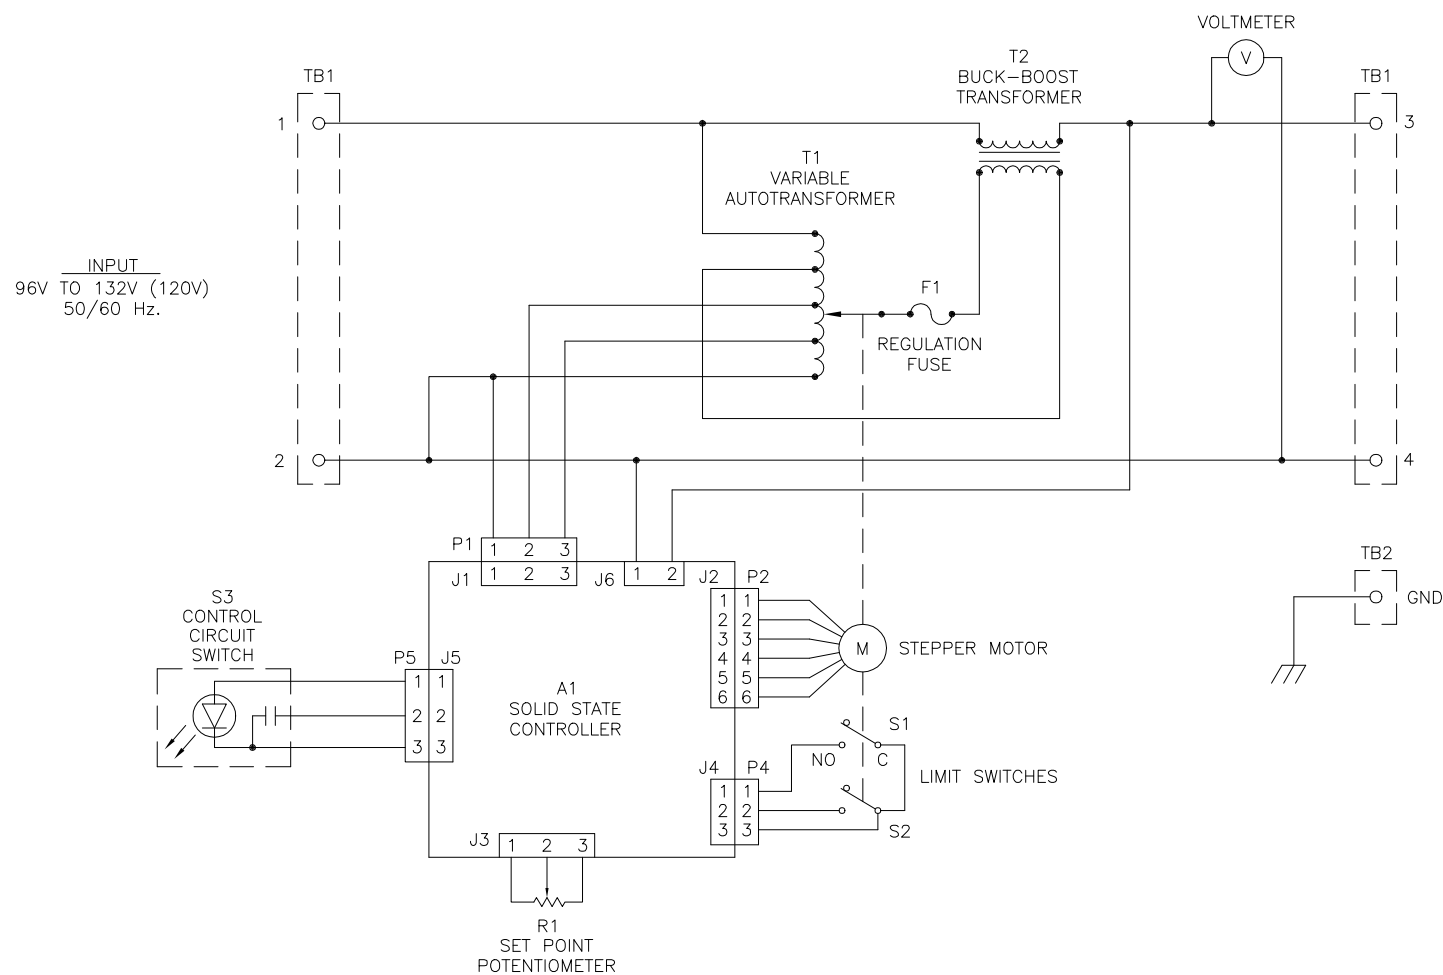 VOLTMETER
V
T2
BUCK-BOOST
TRANSFORMER
TB1
TB1
1
3
T1
VARIABLE
AUTOTRANSFORMER
INPUT
96V TO 132V (120V)
50/60 Hz.
F1
REGULATION
FUSE
2
4
P1
1 2 3
J1
1 2 3
J6
1 2
J2 P2
1 1
2 2
3 3
4 4
5 5
6 6
M
STEPPER MOTOR
TB2
GND
S3
CONTROL
CIRCUIT
SWITCH
P5 J5
1 1
2 2
3 3
A1
SOLID STATE
CONTROLLER
S1
NO C
LIMIT SWITCHES
J4 P4
1 1
2 2
3 3
S2
J3
1 2 3
R1
SET POINT
POTENTIOMETER